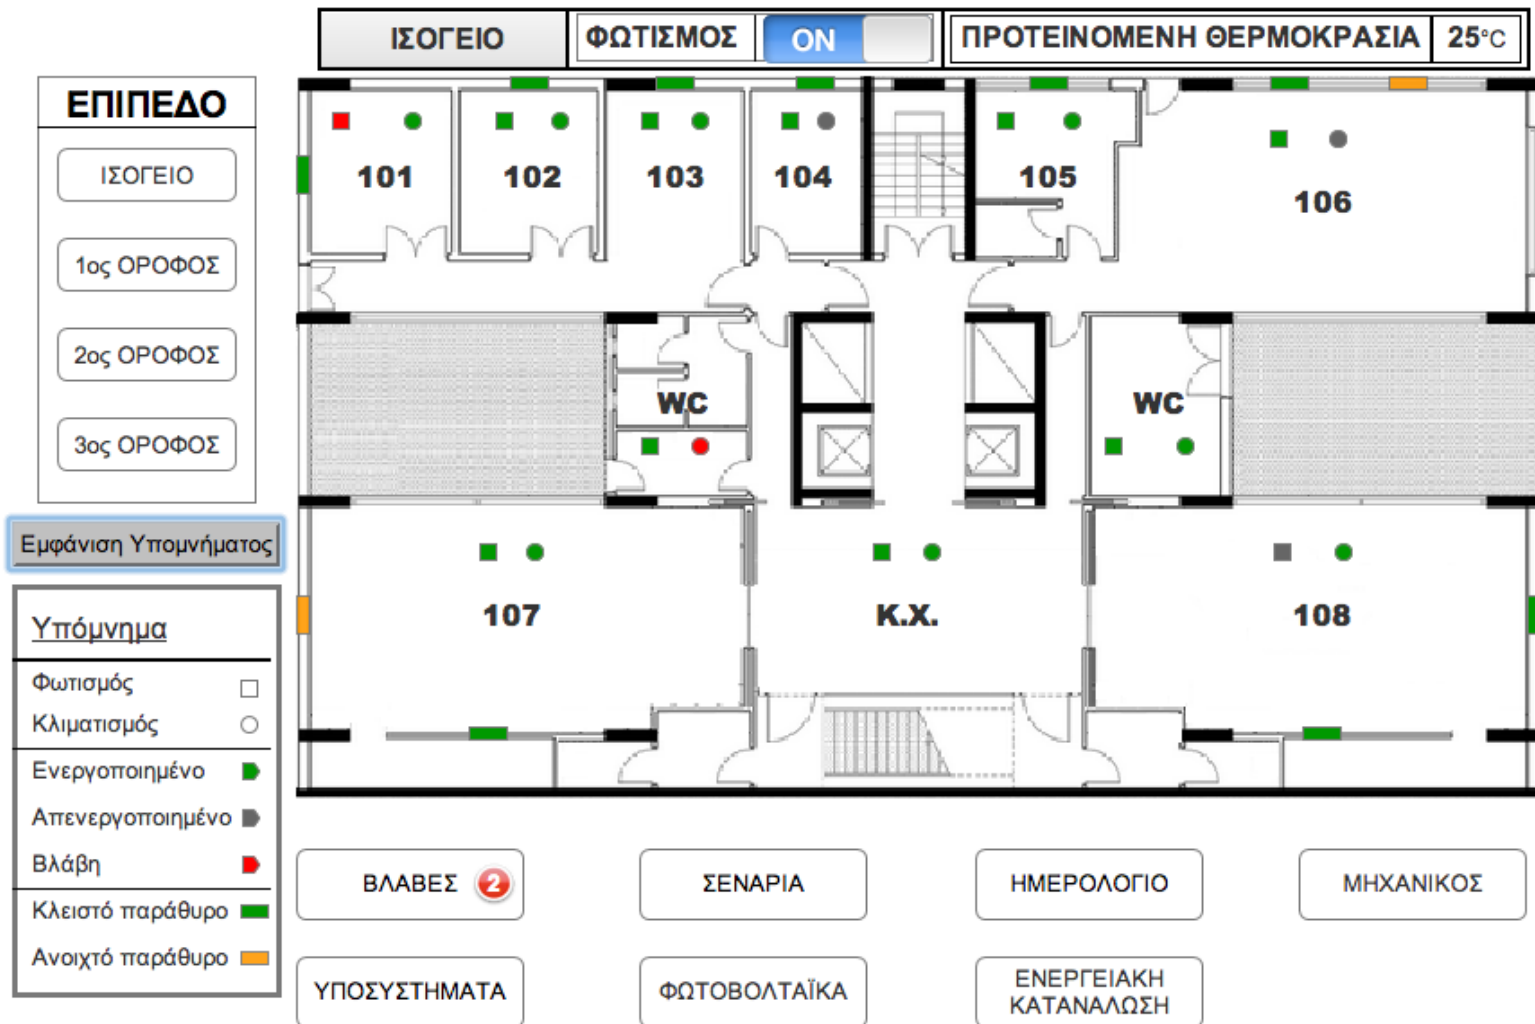 ΙΣΟΓΕΙΟ
ΦΩΤΙΣΜΟΣ
ON
ΠΡΟΤΕΙΝΟΜΕΝΗ ΘΕΡΜΟΚΡΑΣΙΑ
25°C
ΕΠΙΠΕΔΟ
ΙΣΟΓΕΙΟ
1ος ΟΡΟΦΟΣ
2ος ΟΡΟΦΟΣ
3ος ΟΡΟΦΟΣ
Εμφάνιση Υπομνήματος
Υπόμνημα
Φωτισμός
Κλιματισμός
Ενεργοποιημένο
Απενεργοποιημένο
Βλάβη
Κλειστό παράθυρο
Ανοιχτό παράθυρο
101
102
103
104
105
106
WC
WC
107
Κ.Χ.
108
ΒΛΑΒΕΣ 2
ΣΕΝΑΡΙΑ
ΗΜΕΡΟΛΟΓΙΟ
ΜΗΧΑΝΙΚΟΣ
ΥΠΟΣΥΣΤΗΜΑΤΑ
ΦΩΤΟΒΟΛΤΑΪΚΑ
ΕΝΕΡΓΕΙΑΚΗ
ΚΑΤΑΝΑΛΩΣΗ